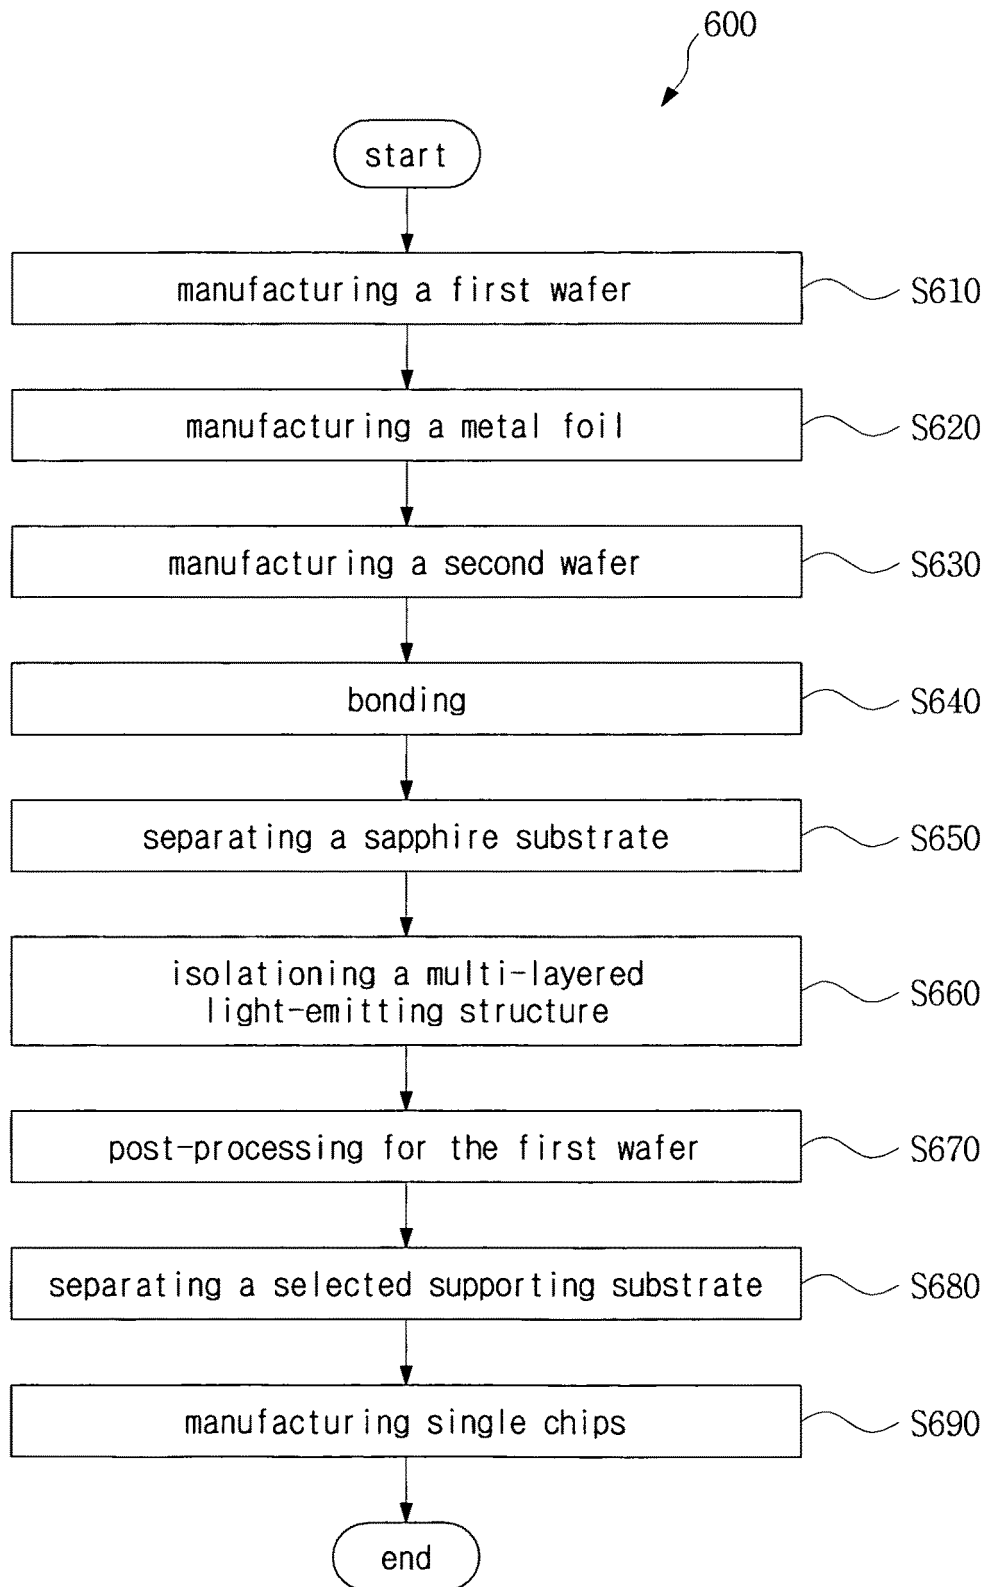 600
start
manufacturing a first wafer
S610
manufacturing a metal foil
S620
manufacturing a second wafer
S630
bonding
S640
separating a sapphire substrate
S650
isolationing a multi-layered
light-emitting structure
S660
post-processing for the first wafer
S670
separating a selected supporting substrate
S680
manufacturing single chips
S690
end